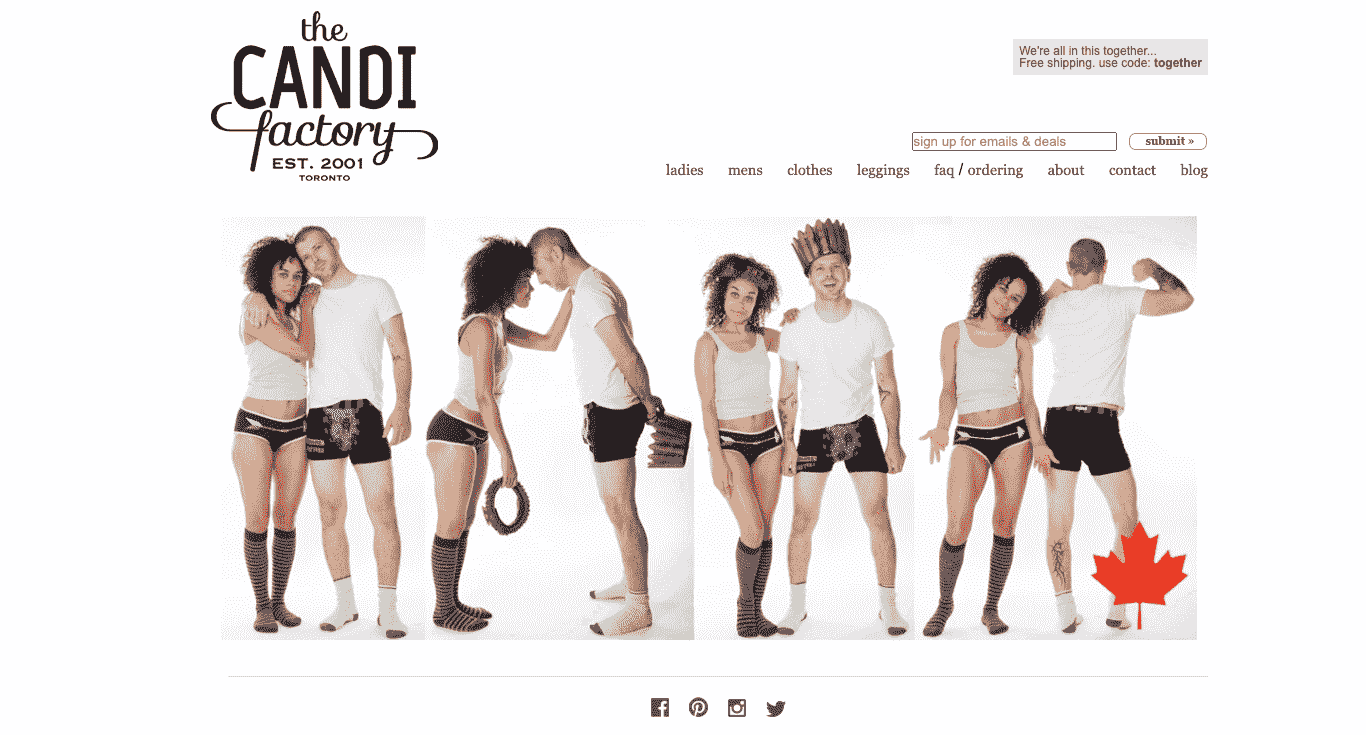 the
CANDI
factory
EST. 2001
TORONTO
We're all in this together...
Free shipping. use code: together
sign up for emails & deals
submit »
ladies mens clothes leggings faq / ordering about contact blog